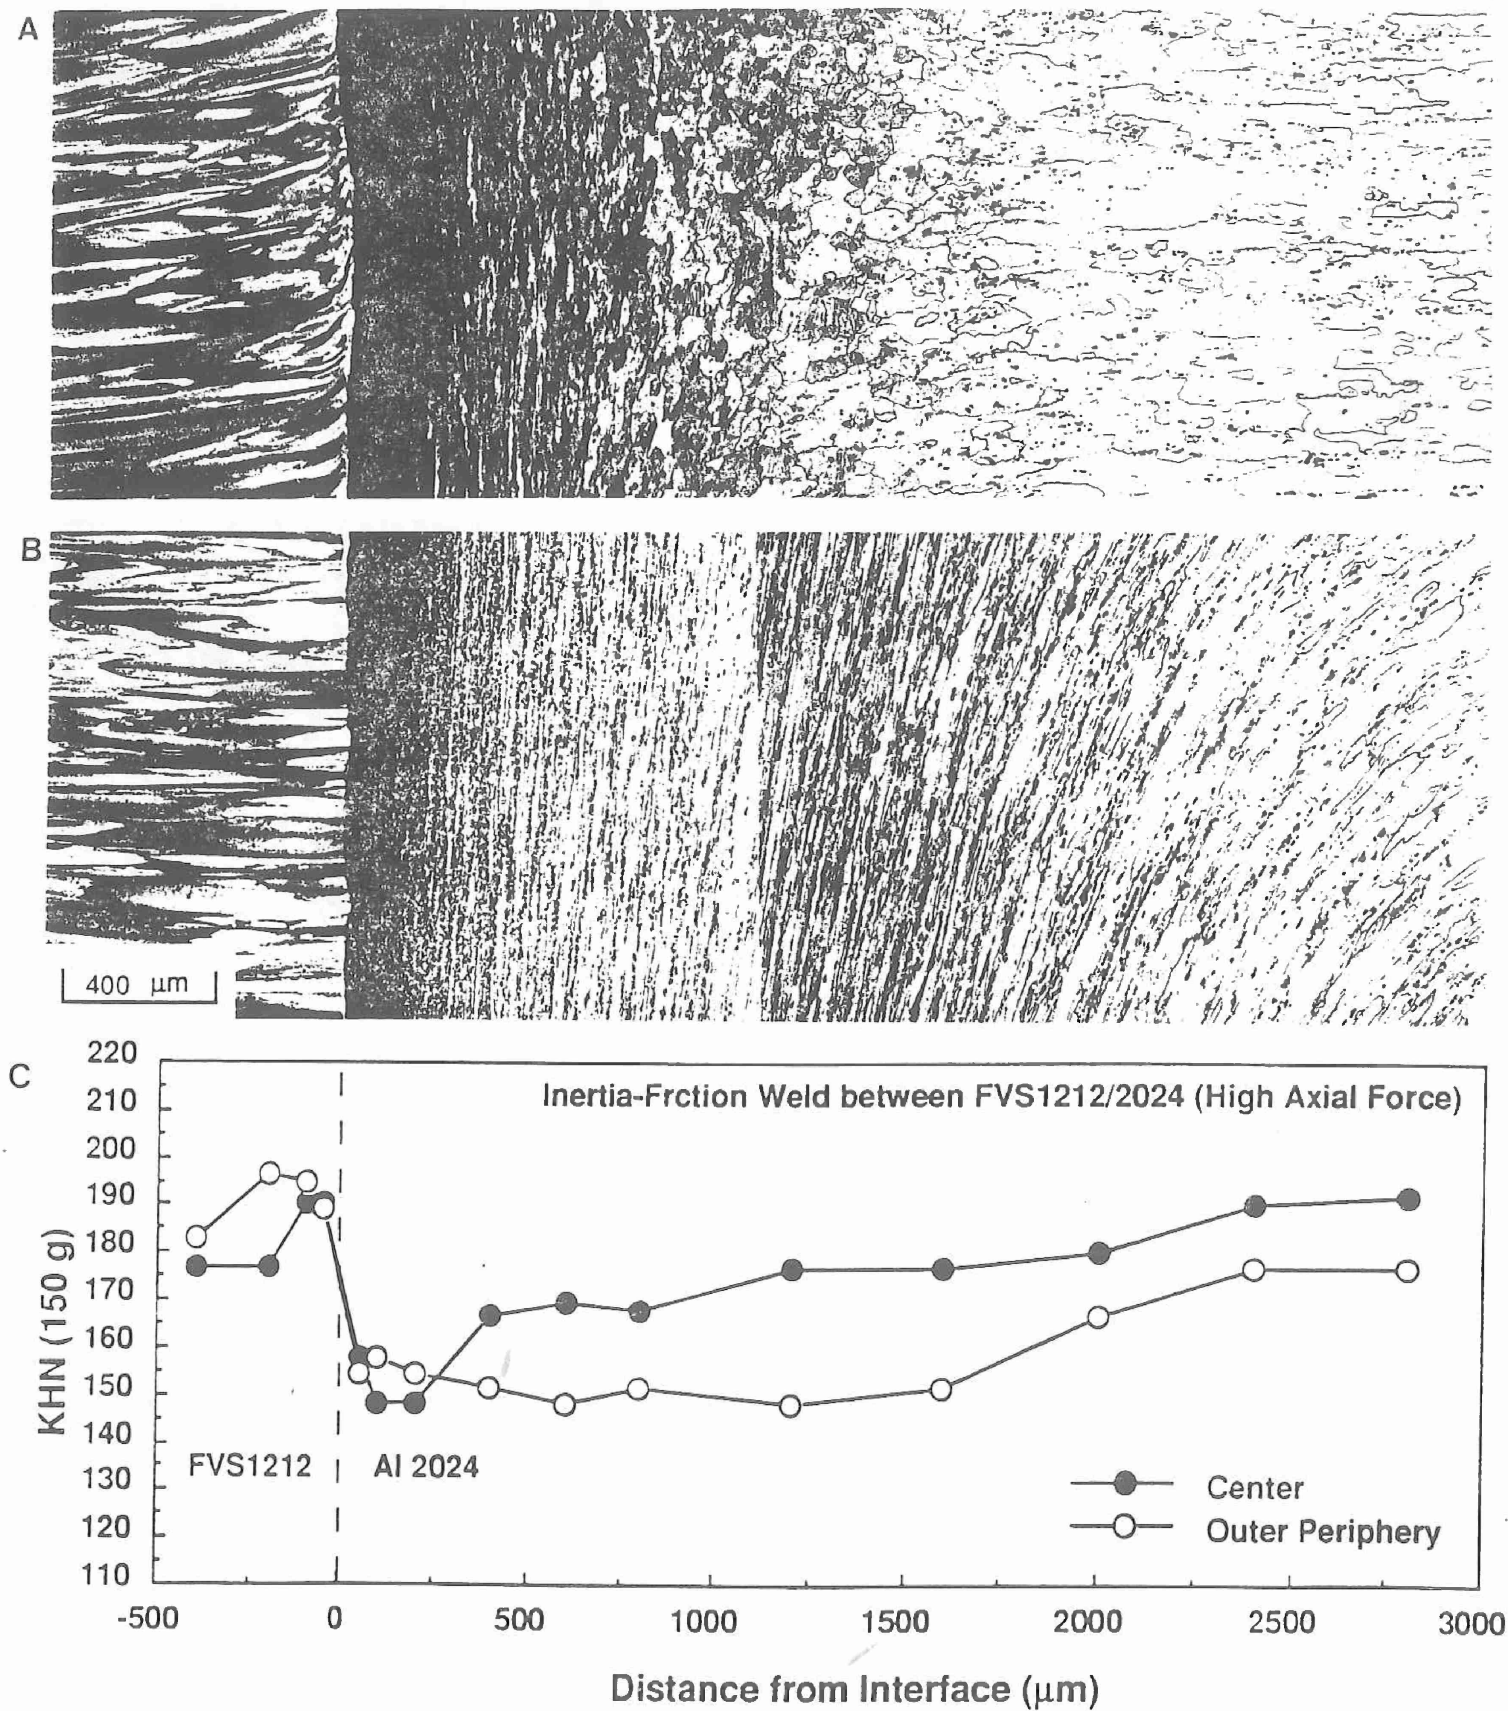 A
B
400 μm
C
220
210
200
190
180
170
160
150
140
130
120
110
KHN (150 g)
Inertia-Frction Weld between FVS1212/2024 (High Axial Force)
FVS1212
Al 2024
Center
Outer Periphery
-500 0 500 1000 1500 2000 2500 3000
Distance from Interface (μm)